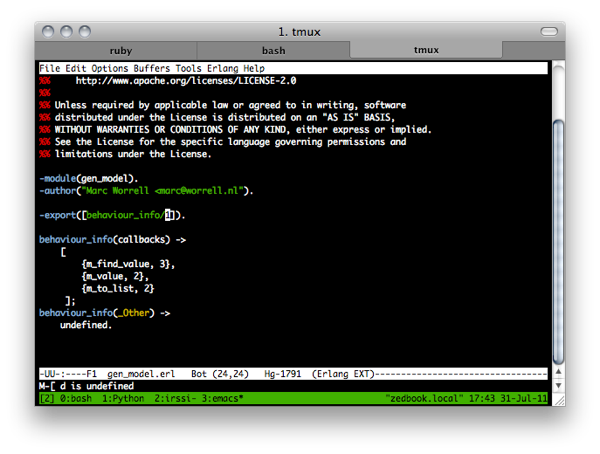 1. tmux
ruby bash tmux
File Edit Options Buffers Tools Erlang Help
%% http://www.apache.org/licenses/LICENSE-2.0
%%
%% Unless required by applicable law or agreed to in writing, software
%% distributed under the License is distributed on an "AS IS" BASIS,
%% WITHOUT WARRANTIES OR CONDITIONS OF ANY KIND, either express or implied.
%% See the License for the specific language governing permissions and
%% limitations under the License.
-module(gen_model).
-author("Marc Worrell <marc@worrell.nl").
-export([behaviour_info/1]).
behaviour_info(callbacks) ->
[
{m_find_value, 3},
{m_value, 2},
{m_to_list, 2}
];
behaviour_info(_Other) ->
undefined.
-UU-:----F1 gen_model.erl Bot (24,24) Hg-1791 (Erlang EXT)--------------------------------
M-[ d is undefined
[2] 0:bash 1:Python 2:irssi- 3:emacs* "zedbook.local" 17:43 31-Jul-11